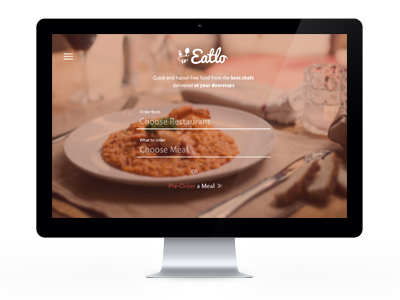 Eatlo
Quick and hassel-free food from the best chefs
delivered at your doorsteps
Order from
Choose Restaurant
What to order
Choose Meal
OR
Pre-Order a Meal »